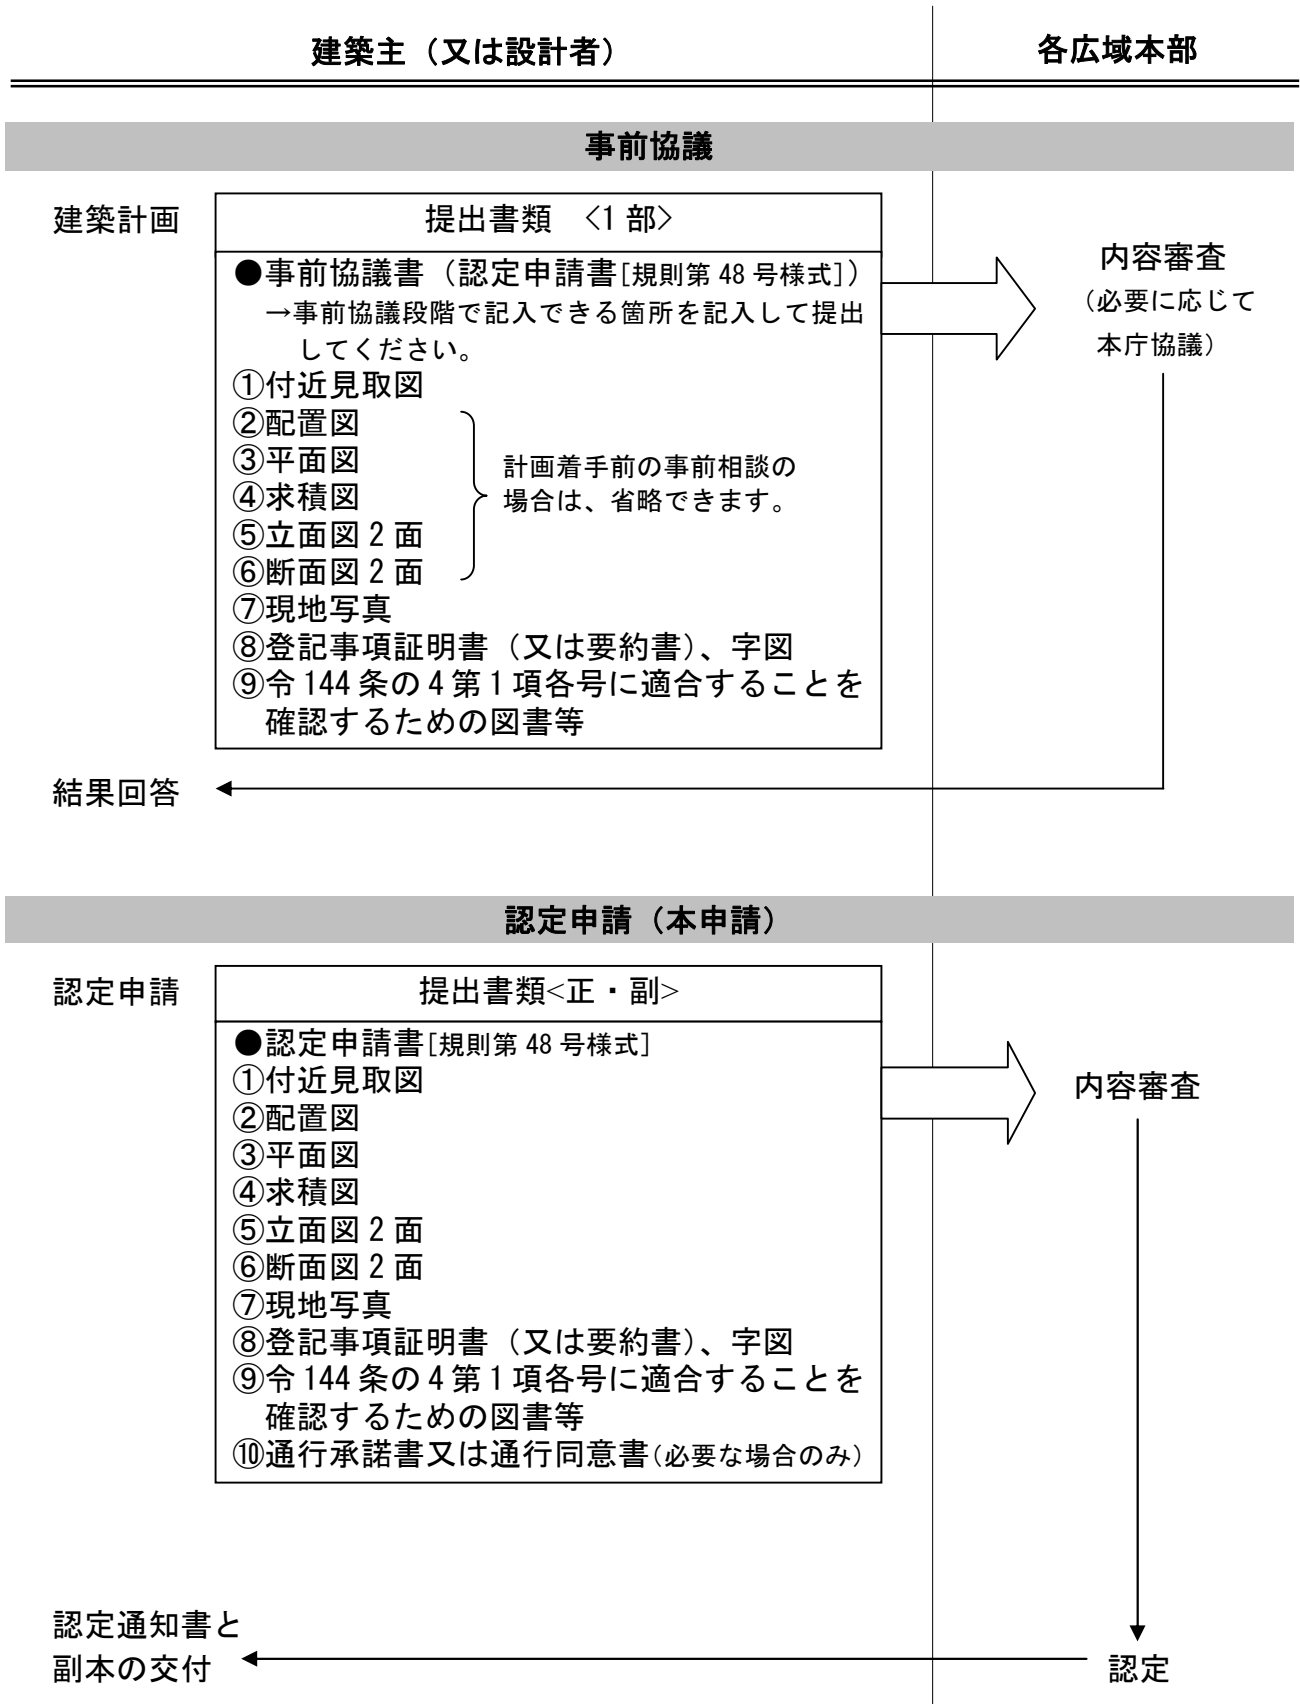 建築主（又は設計者）
各広域本部
事前協議
建築計画
提出書類　<1部>
●事前協議書（認定申請書[規則第48号様式]）
→事前協議段階で記入できる箇所を記入して提出
してください。
①付近見取図
②配置図
③平面図
④求積図
⑤立面図2面
⑥断面図2面
計画着手前の事前相談の
場合は、省略できます。
⑦現地写真
⑧登記事項証明書（又は要約書）、字図
⑨令144条の4第1項各号に適合することを
確認するための図書等
内容審査
（必要に応じて
本庁協議）
結果回答
認定申請（本申請）
認定申請
提出書類<正・副>
●認定申請書[規則第48号様式]
①付近見取図
②配置図
③平面図
④求積図
⑤立面図2面
⑥断面図2面
⑦現地写真
⑧登記事項証明書（又は要約書）、字図
⑨令144条の4第1項各号に適合することを
確認するための図書等
⑩通行承諾書又は通行同意書（必要な場合のみ）
内容審査
認定通知書と
副本の交付
認定